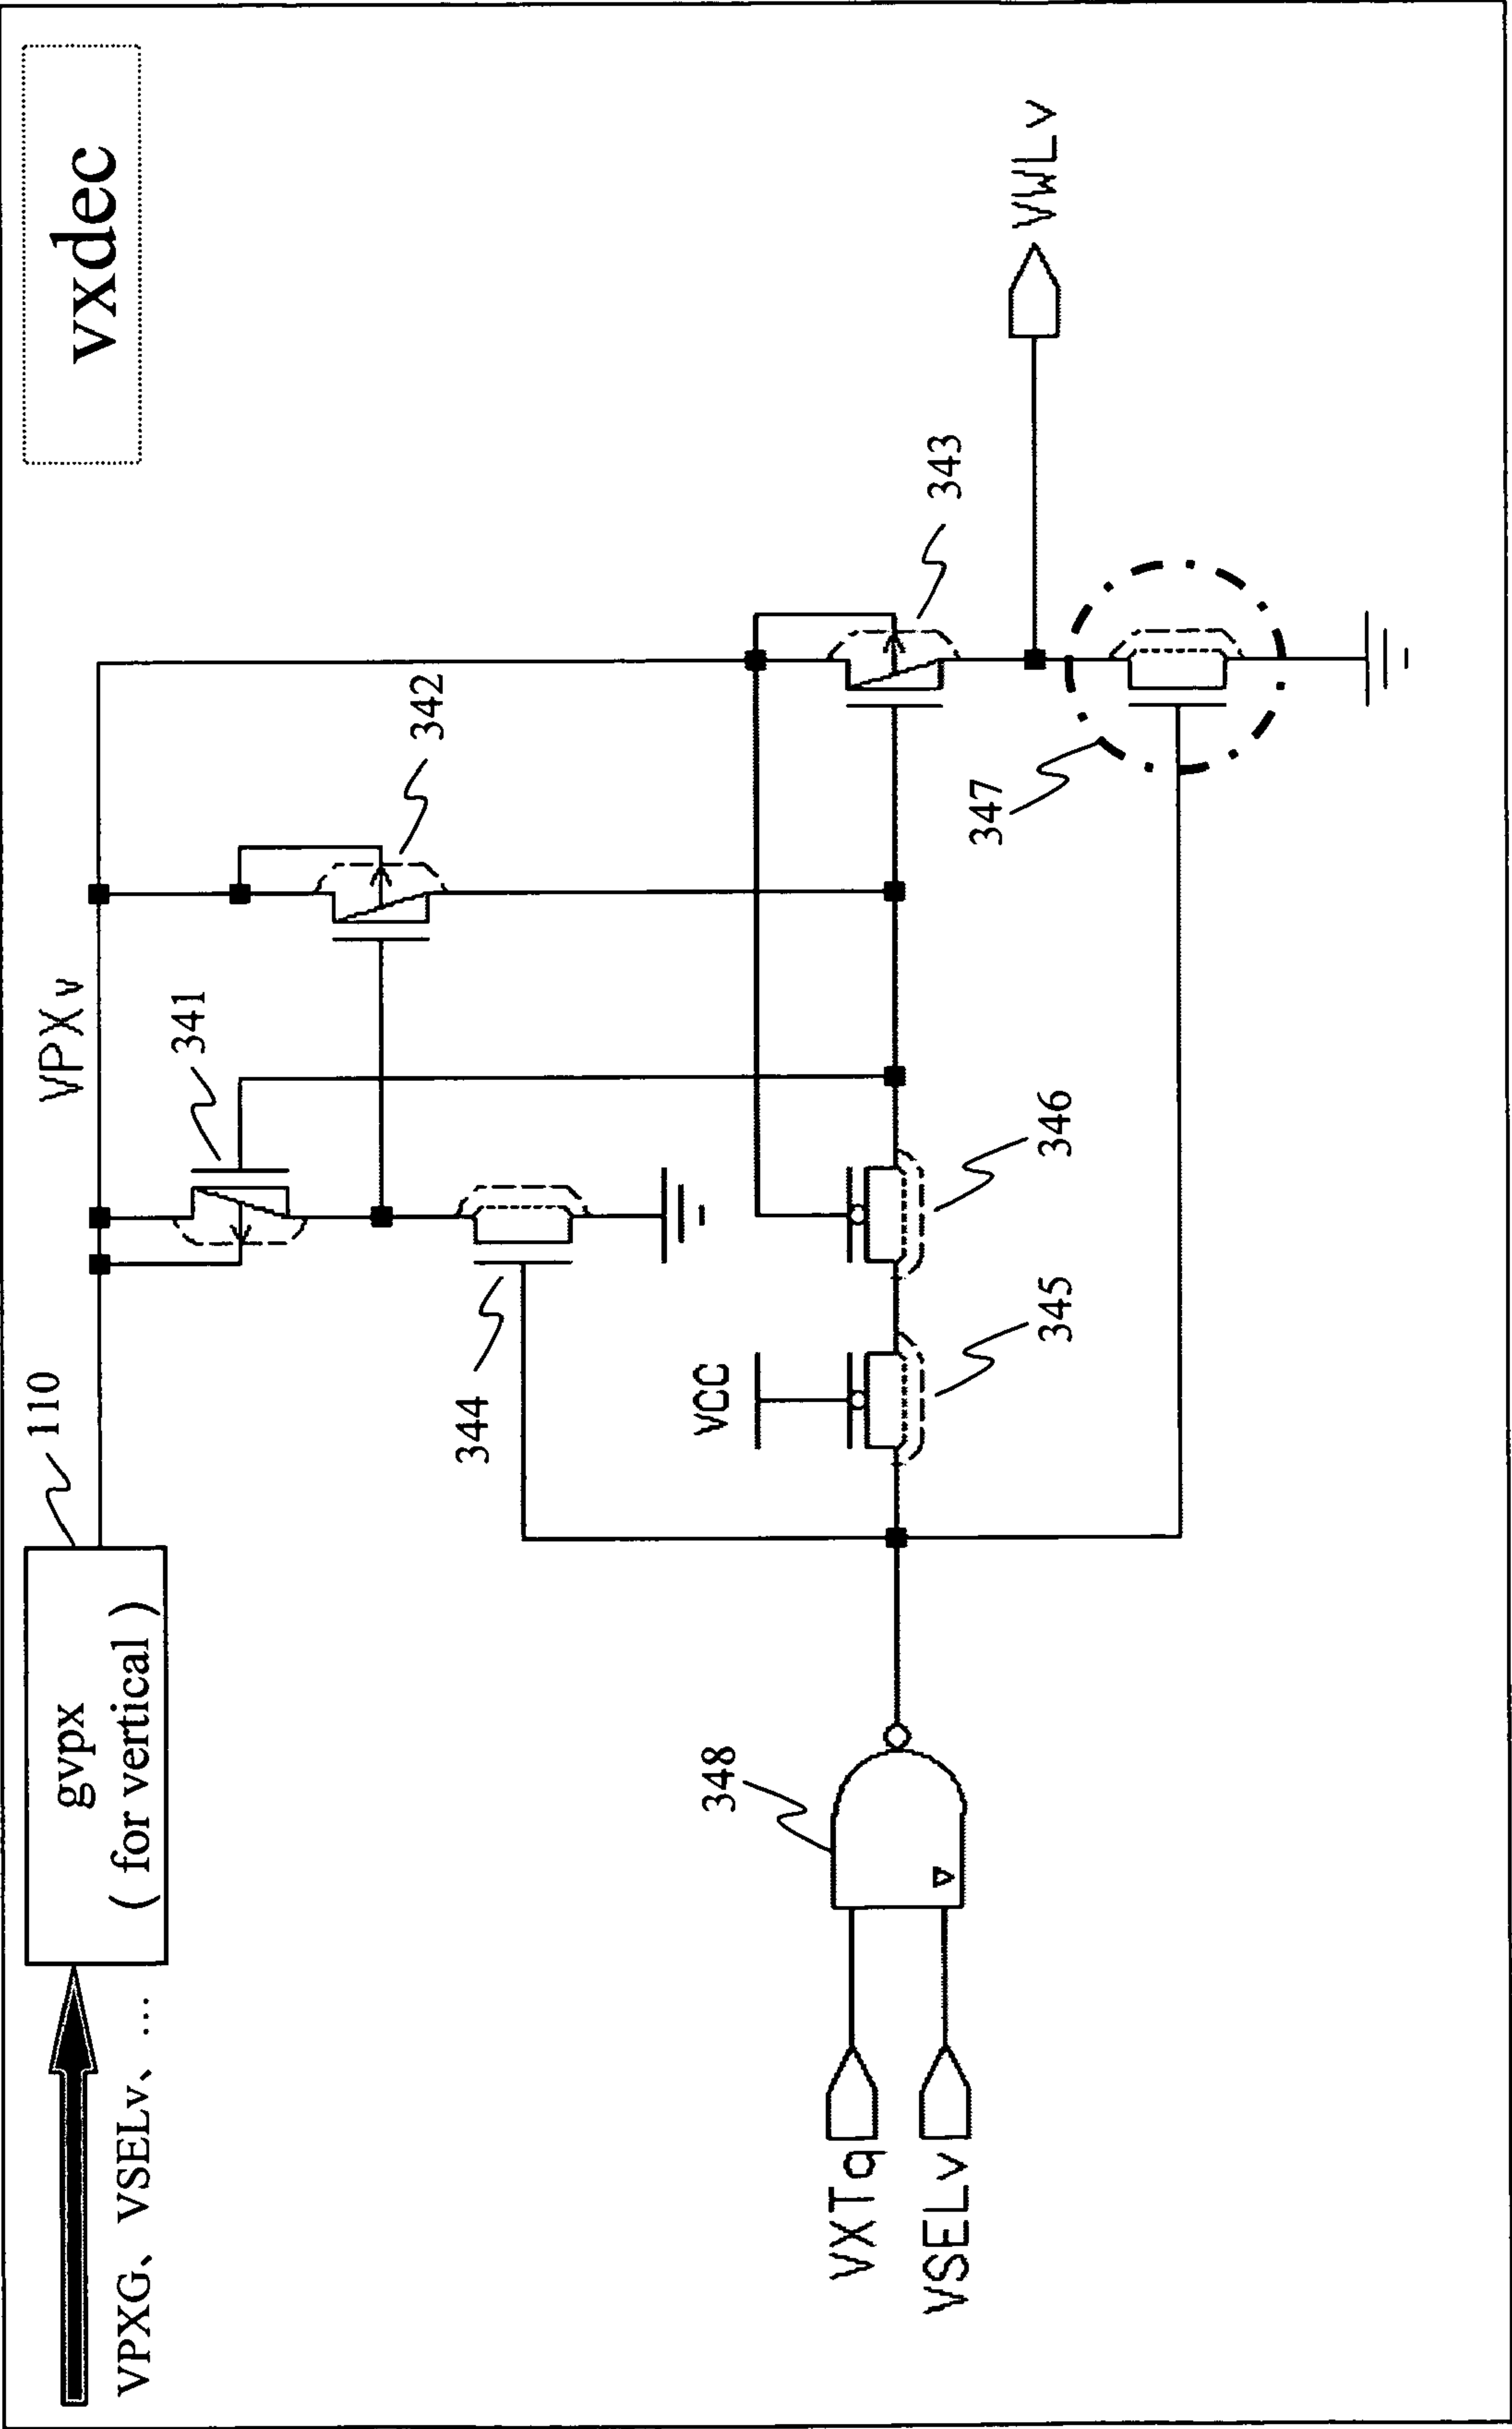 vxdec
gvpx
( for vertical )
110
VPXG、VSELv、…
VPXv
341
342
343
344
VCC
345
346
347
348
VXTq
VSELv
VWLv